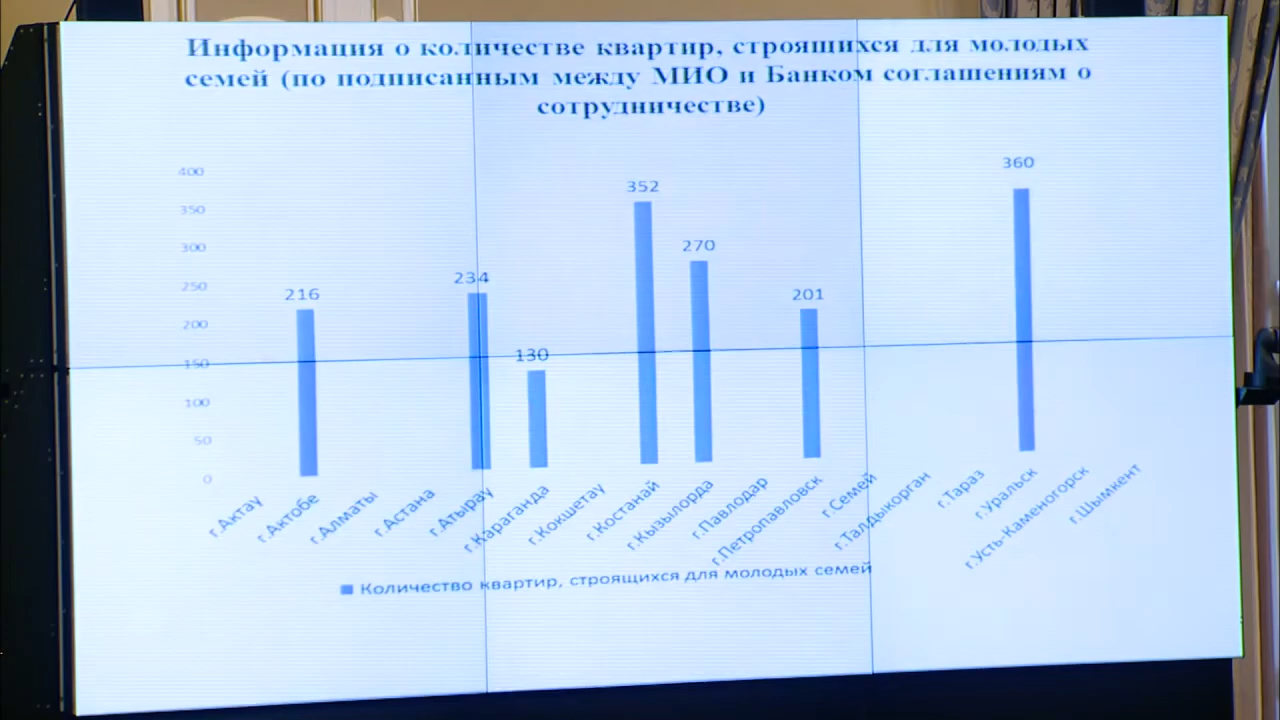 Информация о количестве квартир, строящихся для молодых
семей (по подписанным между МИО и Банком соглашениям о
сотрудничестве)
400
350
300
250
200
150
100
50
0
216
234
130
352
270
201
360
г.Актау
г.Актобе
г.Алматы
г.Астана
г.Атырау
г.Караганда
г.Кокшетау
г.Костанай
г.Кызылорда
г.Павлодар
г.Петропавловск
г.Семей
г.Талдыкорган
г.Тараз
г.Уральск
г.Усть-Каменогорск
г.Шымкент
Количество квартир, строящихся для молодых семей